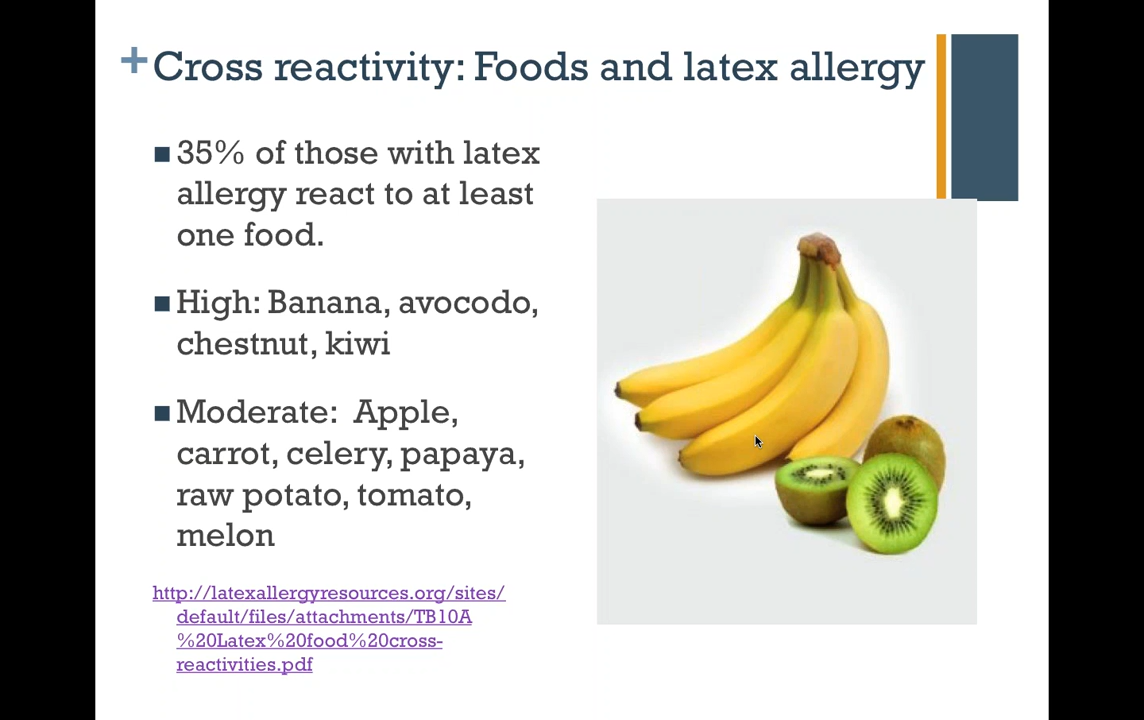 + Cross reactivity: Foods and latex allergy
■ 35% of those with latex
allergy react to at least
one food.
■ High: Banana, avocodo,
chestnut, kiwi
■ Moderate:  Apple,
carrot, celery, papaya,
raw potato, tomato,
melon
http://latexallergyresources.org/sites/
default/files/attachments/TB10A
%20Latex%20food%20cross-
reactivities.pdf